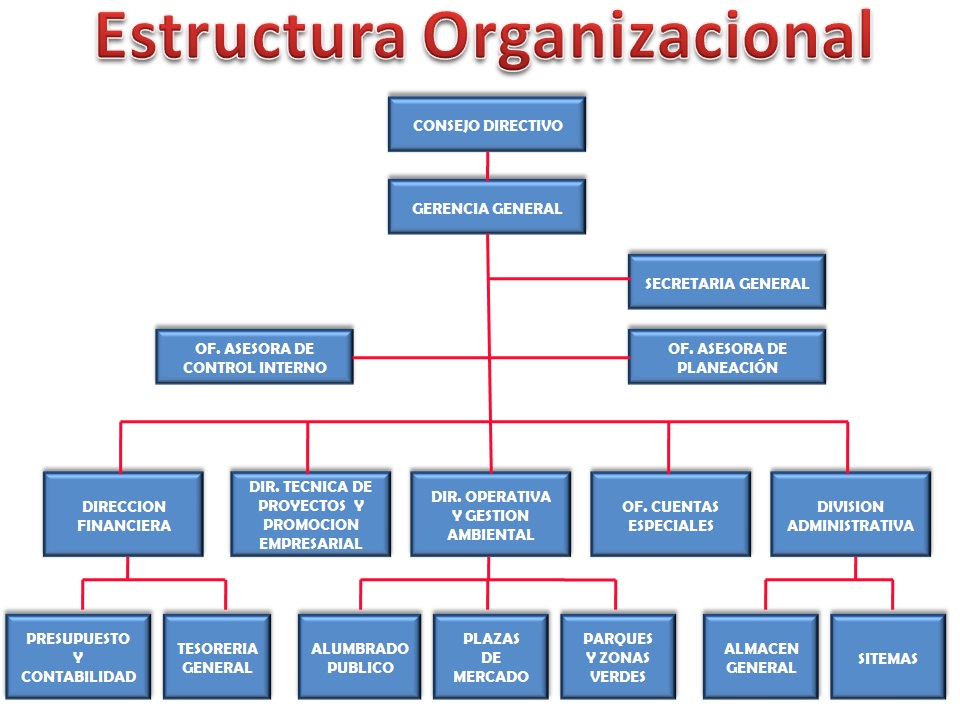 Estructura Organizacional
CONSEJO DIRECTIVO
GERENCIA GENERAL
SECRETARIA GENERAL
OF. ASESORA DE
CONTROL INTERNO
OF. ASESORA DE
PLANEACIÓN
DIRECCION
FINANCIERA
DIR. TECNICA DE
PROYECTOS Y
PROMOCION
EMPRESARIAL
DIR. OPERATIVA
Y GESTION
AMBIENTAL
OF. CUENTAS
ESPECIALES
DIVISION
ADMINISTRATIVA
PRESUPUESTO
Y
CONTABILIDAD
TESORERIA
GENERAL
ALUMBRADO
PUBLICO
PLAZAS
DE
MERCADO
PARQUES
Y ZONAS
VERDES
ALMACEN
GENERAL
SITEMAS